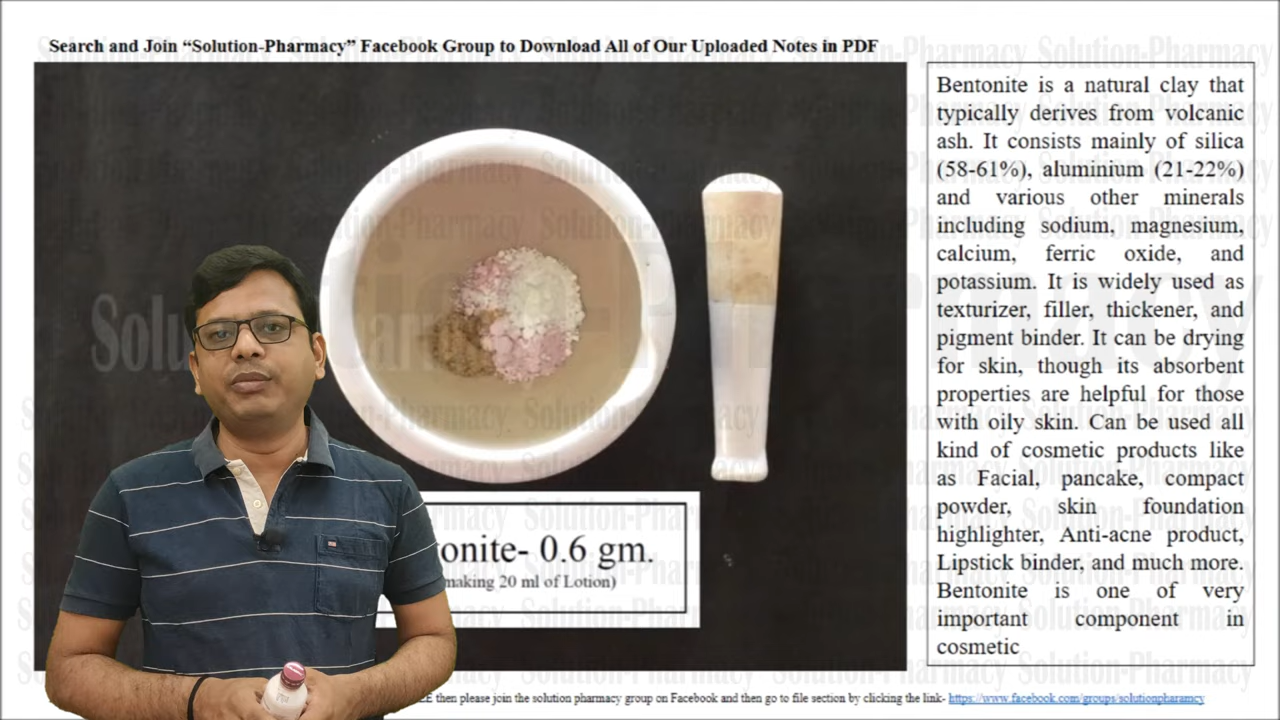 Search and Join “Solution-Pharmacy” Facebook Group to Download All of Our Uploaded Notes in PDF
Bentonite is a natural clay that
typically derives from volcanic
ash. It consists mainly of silica
(58-61%), aluminium (21-22%)
and various other minerals
including sodium, magnesium,
calcium, ferric oxide, and
potassium. It is widely used as
texturizer, filler, thickener, and
pigment binder. It can be drying
for skin, though its absorbent
properties are helpful for those
with oily skin. Can be used all
kind of cosmetic products like
as Facial, pancake, compact
powder, skin foundation
highlighter, Anti-acne product,
Lipstick binder, and much more.
Bentonite is one of very
important component in
cosmetic
tonite- 0.6 gm.
making 20 ml of Lotion)
EE then please join the solution pharmacy group on Facebook and then go to file section by clicking the link- https://www.facebook.com/groups/solutionpharamcy
Solution-Pharmacy